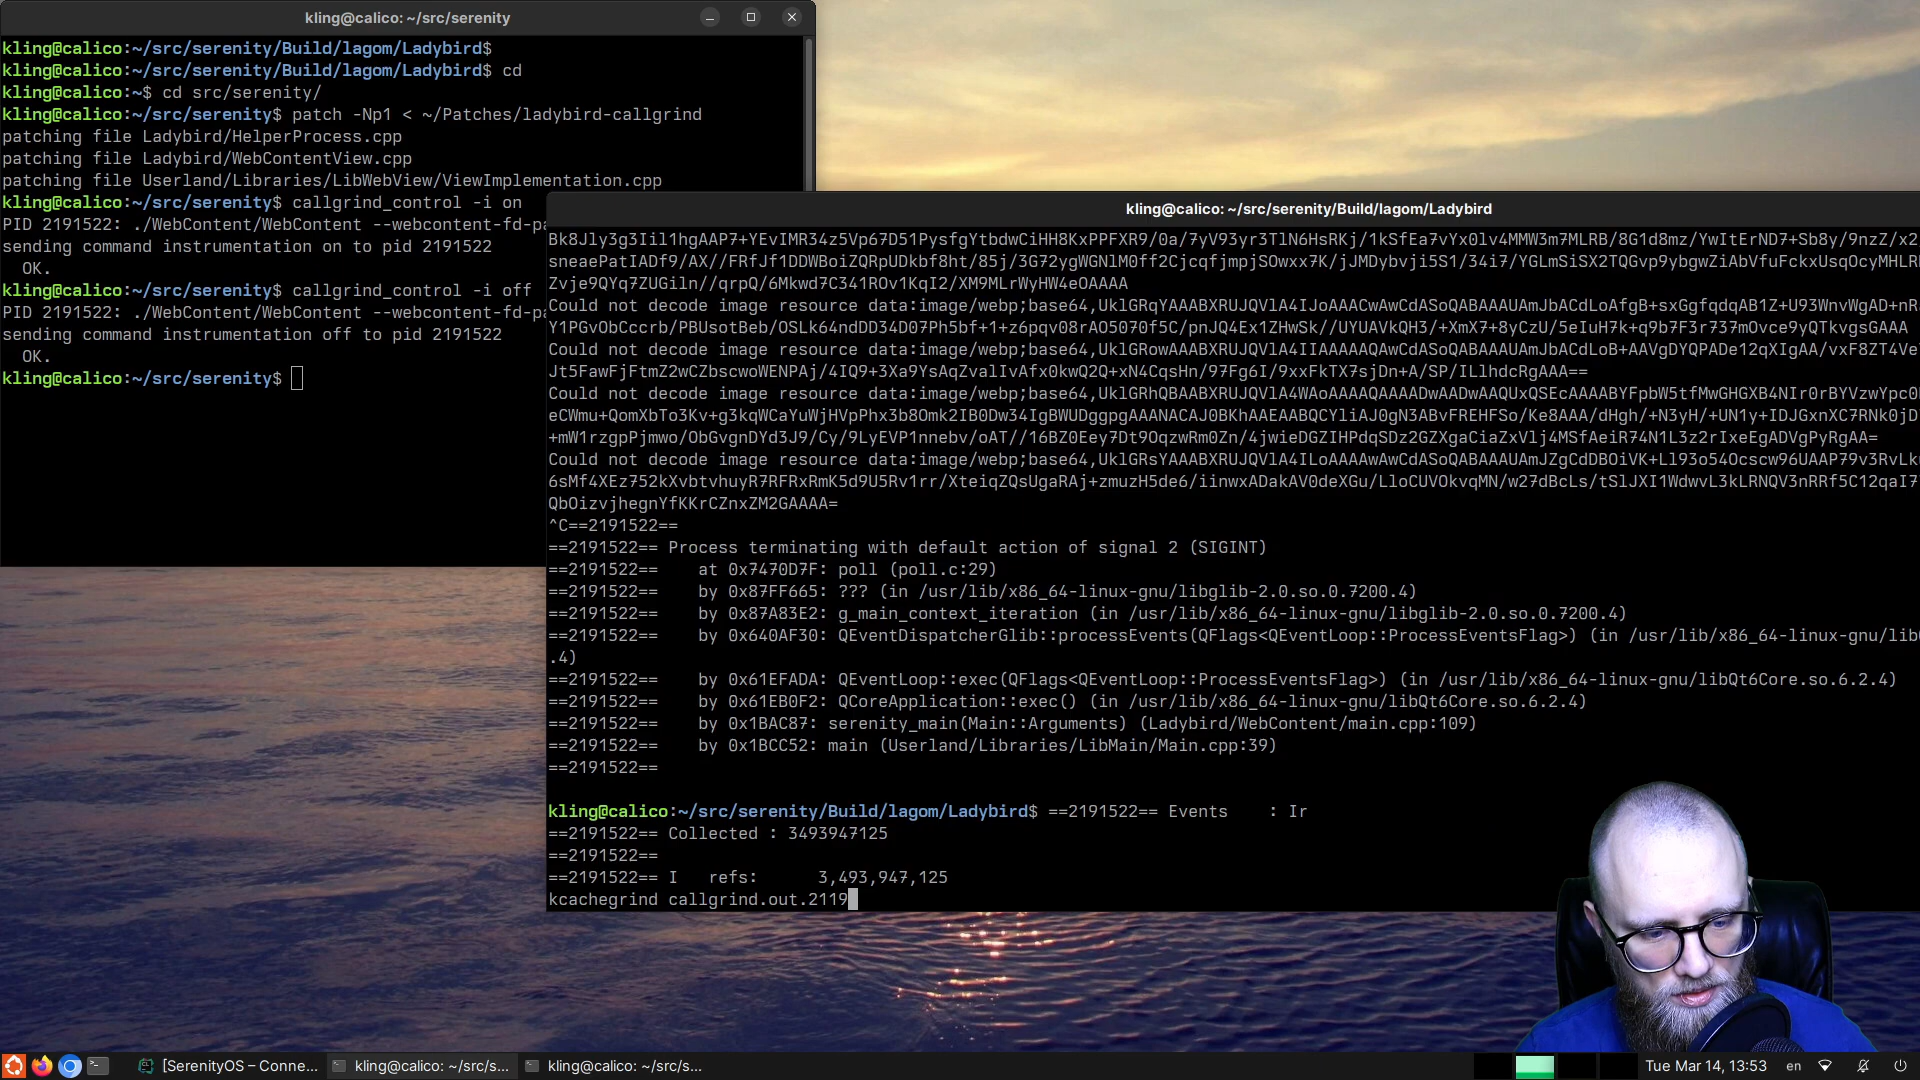 kling@calico: ~/src/serenity
kling@calico:~/src/serenity/Build/lagom/Ladybird$
kling@calico:~/src/serenity/Build/lagom/Ladybird$ cd
kling@calico:~$ cd src/serenity/
kling@calico:~/src/serenity$ patch -Np1 < ~/Patches/ladybird-callgrind
patching file Ladybird/HelperProcess.cpp
patching file Ladybird/WebContentView.cpp
patching file Userland/Libraries/LibWebView/ViewImplementation.cpp
kling@calico:~/src/serenity$ callgrind_control -i on
PID 2191522: ./WebContent/WebContent --webcontent-fd-pa
sending command instrumentation on to pid 2191522
OK.
kling@calico:~/src/serenity$ callgrind_control -i off
PID 2191522: ./WebContent/WebContent --webcontent-fd-pa
sending command instrumentation off to pid 2191522
OK.
kling@calico:~/src/serenity$
kling@calico: ~/src/serenity/Build/lagom/Ladybird
Could not decode image resource data:image/webp;base64,
Could not decode image resource data:image/webp;base64,
Could not decode image resource data:image/webp;base64,
Could not decode image resource data:image/webp;base64,
^C==2191522==
==2191522== Process terminating with default action of signal 2 (SIGINT)
==2191522==    at 0x7470D7F: poll (poll.c:29)
==2191522==    by 0x87FF665: ??? (in /usr/lib/x86_64-linux-gnu/libglib-2.0.so.0.7200.4)
==2191522==    by 0x87A83E2: g_main_context_iteration (in /usr/lib/x86_64-linux-gnu/libglib-2.0.so.0.7200.4)
==2191522==    by 0x640AF30: QEventDispatcherGlib::processEvents(QFlags<QEventLoop::ProcessEventsFlag>) (in /usr/lib/x86_64-linux-gnu/lib
.4)
==2191522==    by 0x61EFADA: QEventLoop::exec(QFlags<QEventLoop::ProcessEventsFlag>) (in /usr/lib/x86_64-linux-gnu/libQt6Core.so.6.2.4)
==2191522==    by 0x61EB0F2: QCoreApplication::exec() (in /usr/lib/x86_64-linux-gnu/libQt6Core.so.6.2.4)
==2191522==    by 0x1BAC87: serenity_main(Main::Arguments) (Ladybird/WebContent/main.cpp:109)
==2191522==    by 0x1BCC52: main (Userland/Libraries/LibMain/Main.cpp:39)
==2191522==
kling@calico:~/src/serenity/Build/lagom/Ladybird$ ==2191522== Events    : Ir
==2191522== Collected : 3493947125
==2191522==
==2191522== I   refs:      3,493,947,125
kcachegrind callgrind.out.2119
[SerenityOS – Conne...
kling@calico: ~/src/s...
kling@calico: ~/src/s...
Tue Mar 14, 13:53
en